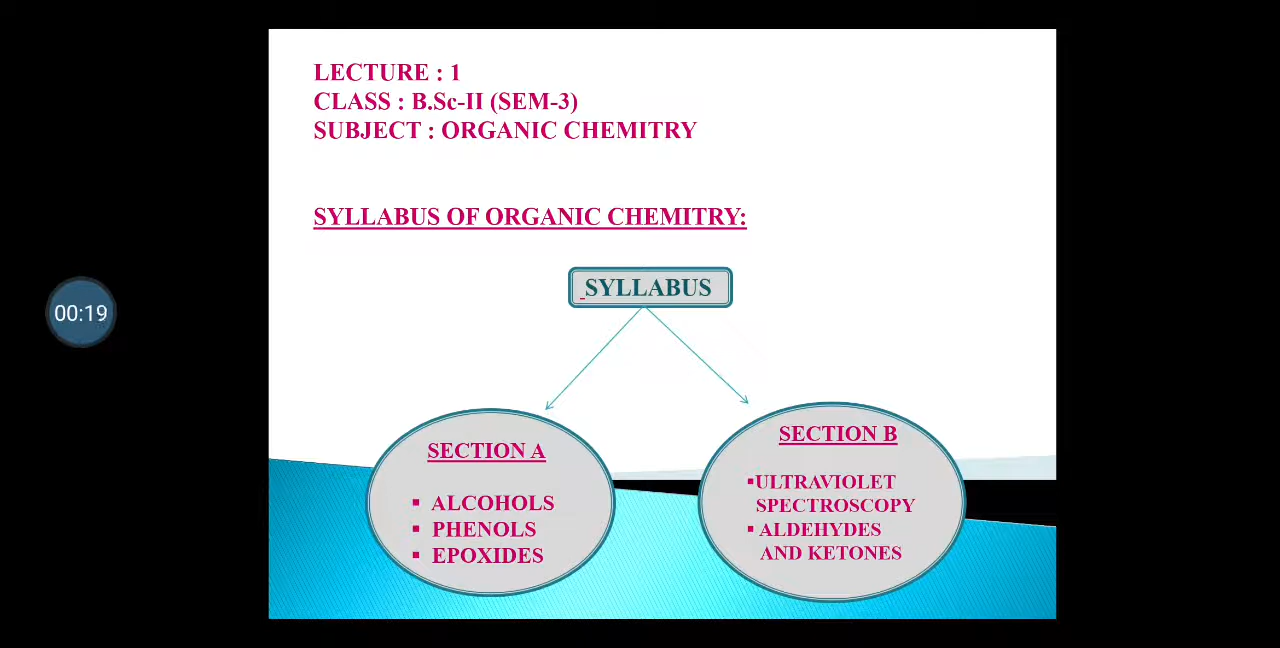 LECTURE : 1
CLASS : B.Sc-II (SEM-3)
SUBJECT : ORGANIC CHEMITRY
SYLLABUS OF ORGANIC CHEMITRY:
SYLLABUS
00:19
SECTION A
▪ ALCOHOLS
▪ PHENOLS
▪ EPOXIDES
SECTION B
▪ULTRAVIOLET
SPECTROSCOPY
▪ ALDEHYDES
AND KETONES